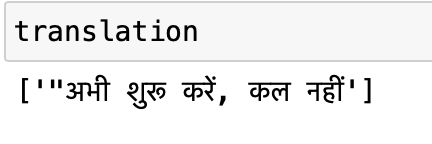 translation
['"अभी शुरू करें, कल नहीं']